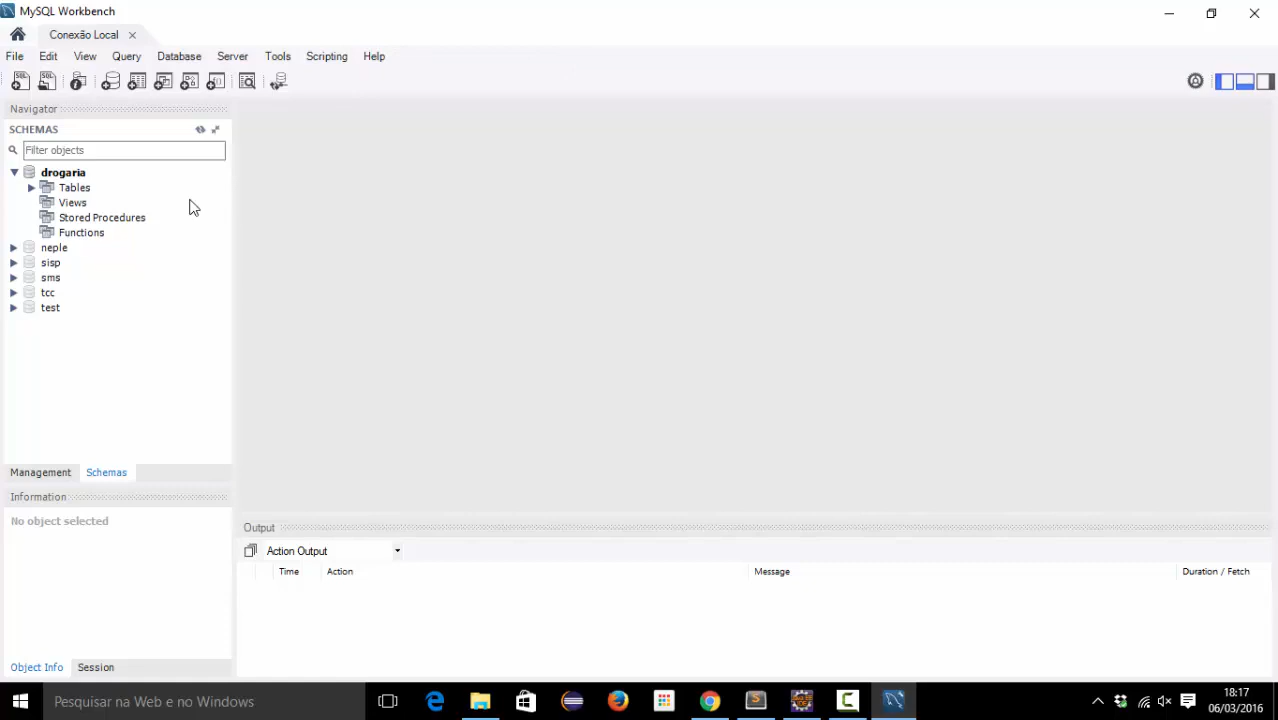 MySQL Workbench
Conexão Local
File Edit View Query Database Server Tools Scripting Help
Navigator
SCHEMAS
Filter objects
drogaria
Tables
Views
Stored Procedures
Functions
neple
sisp
sms
tcc
test
Management Schemas
Information
No object selected
Object Info Session
Output
Action Output
Time Action Message Duration / Fetch
Pesquisar na Web e no Windows
18:17
06/03/2016